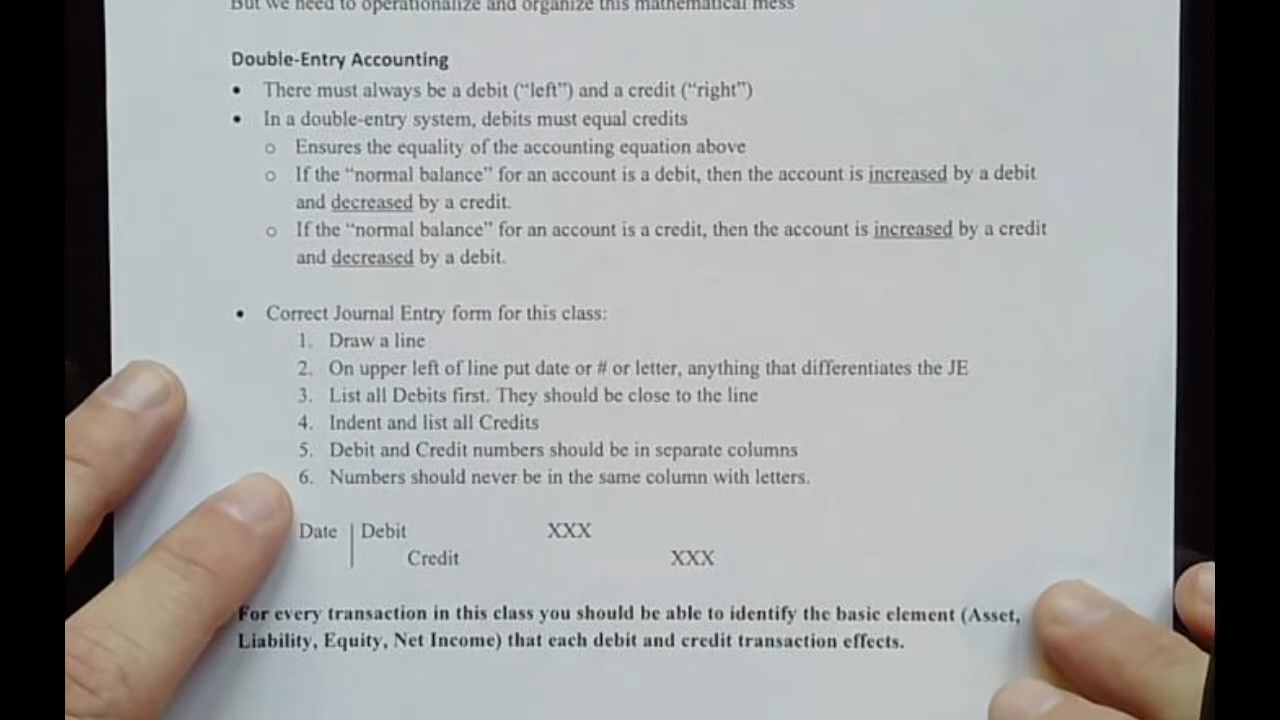 But we need to operationalize and organize this mathematical mess
Double-Entry Accounting
• There must always be a debit (“left”) and a credit (“right”)
• In a double-entry system, debits must equal credits
o Ensures the equality of the accounting equation above
o If the “normal balance” for an account is a debit, then the account is increased by a debit
and decreased by a credit.
o If the “normal balance” for an account is a credit, then the account is increased by a credit
and decreased by a debit.
• Correct Journal Entry form for this class:
1. Draw a line
2. On upper left of line put date or # or letter, anything that differentiates the JE
3. List all Debits first. They should be close to the line
4. Indent and list all Credits
5. Debit and Credit numbers should be in separate columns
6. Numbers should never be in the same column with letters.
Date | Debit XXX
Credit XXX
For every transaction in this class you should be able to identify the basic element (Asset,
Liability, Equity, Net Income) that each debit and credit transaction effects.